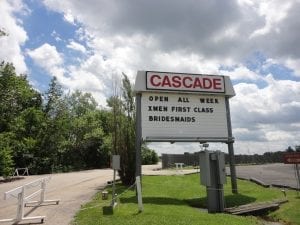 CASCADE
OPEN ALL WEEK
XMEN FIRST CLASS
BRIDESMAIDS